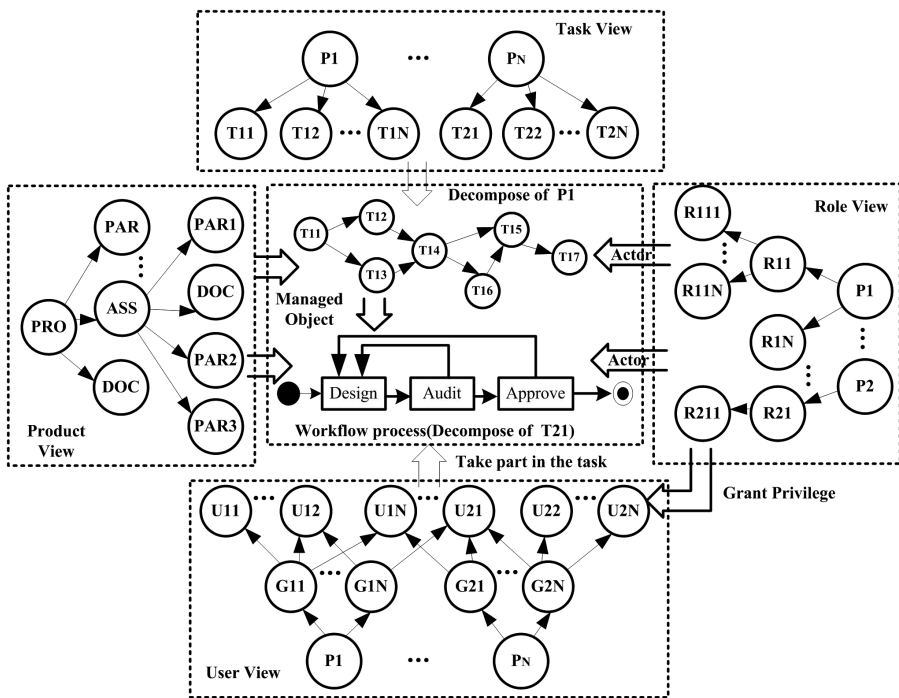 Task View
P1 ... PN
T11 T12 ... T1N T21 T22 ... T2N
Decompose of P1
PAR PAR1
DOC
ASS
PRO
PAR2
DOC
PAR3
Product
View
T11 T12 T13 T14 T15 T16 T17
Managed
Object
Design Audit Approve
Workflow process(Decompose of T21)
Actor
Actor
Role View
R111
R11
R11N
P1
R1N
P2
R211 R21
Take part in the task
Grant Privilege
U11 ... U12 U1N ... U21 U22 ... U2N
G11 ... G1N G21 ... G2N
P1 ... PN
User View